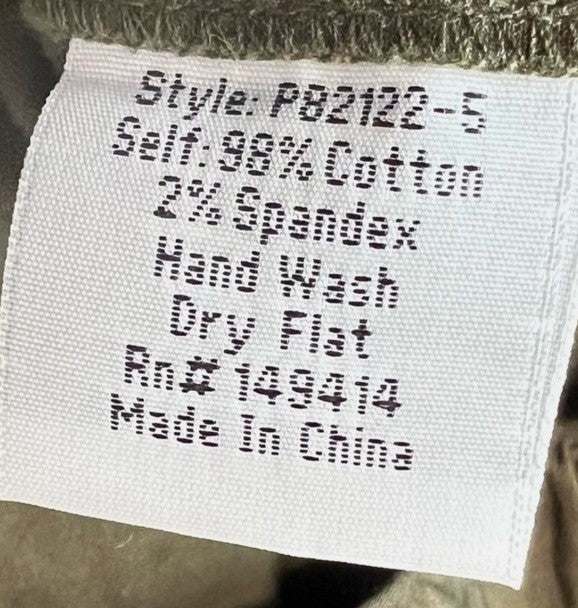 Style: P82122-5
Self: 98% Cotton
2% Spandex
Hand Wash
Dry Flat
Rn# 149414
Made In China